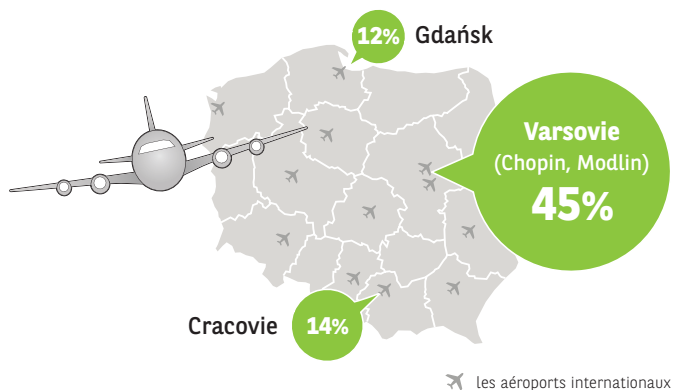 12% Gdańsk
Varsovie
(Chopin, Modlin)
45%
Cracovie 14%
les aéroports internationaux